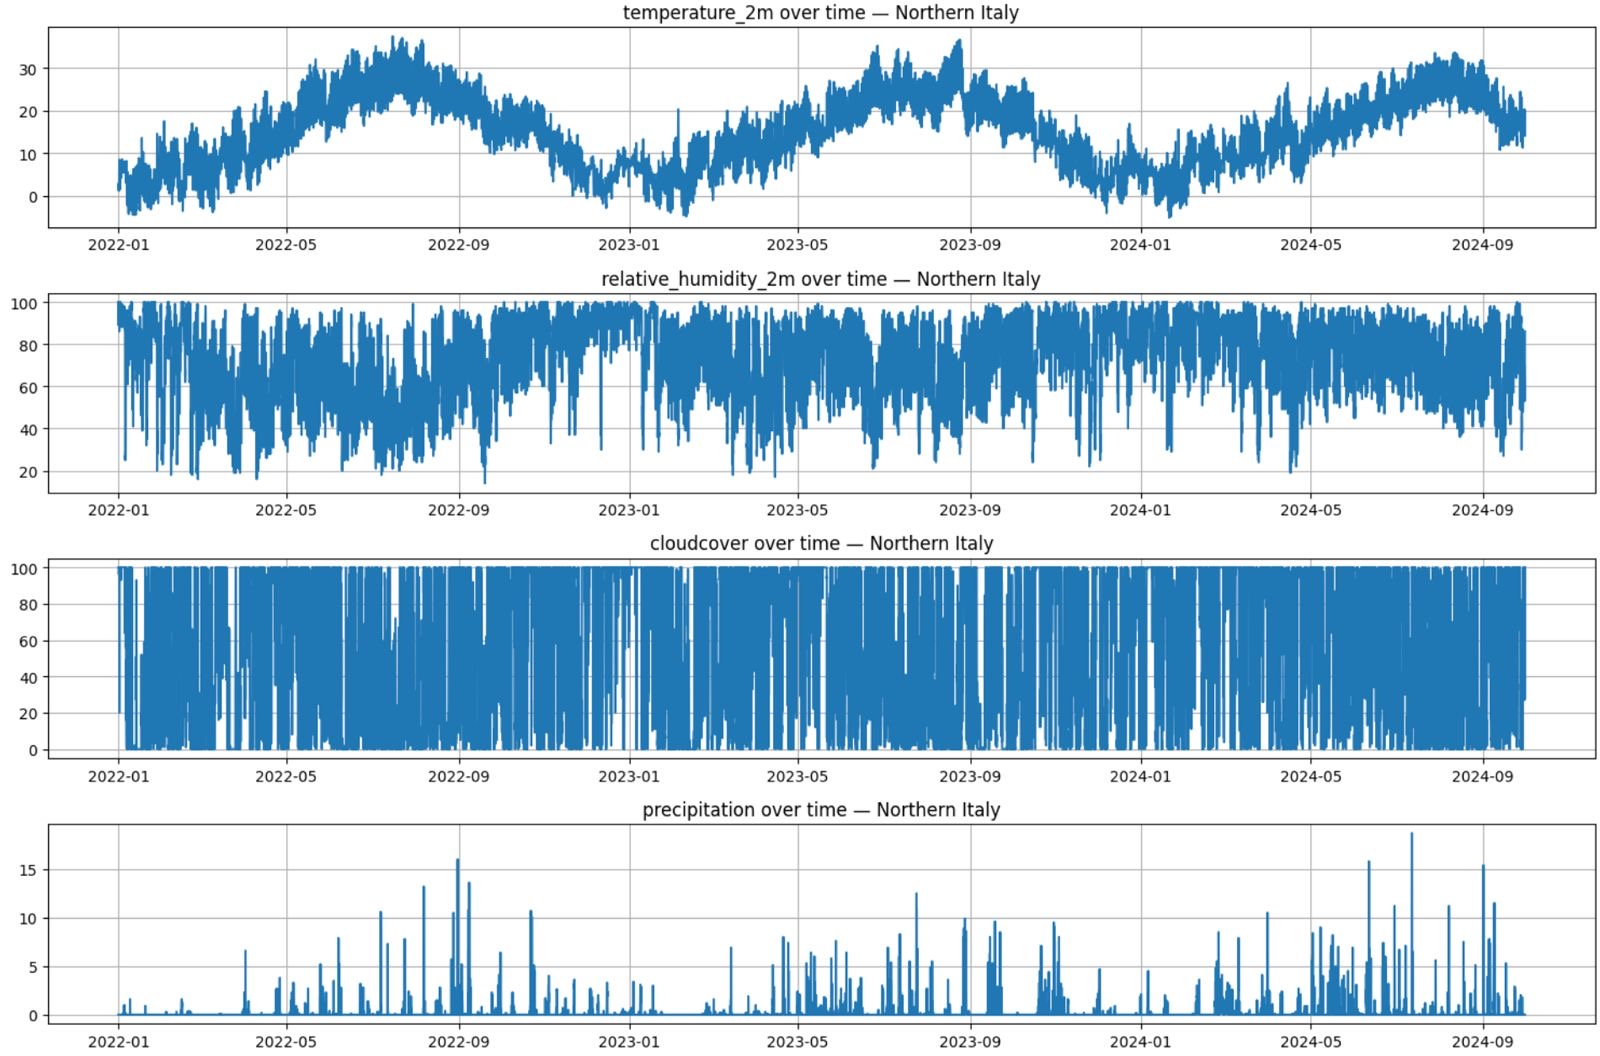 temperature_2m over time — Northern Italy
30
20
10
0
2022-01 2022-05 2022-09 2023-01 2023-05 2023-09 2024-01 2024-05 2024-09
relative_humidity_2m over time — Northern Italy
100
80
60
40
20
2022-01 2022-05 2022-09 2023-01 2023-05 2023-09 2024-01 2024-05 2024-09
cloudcover over time — Northern Italy
100
80
60
40
20
0
2022-01 2022-05 2022-09 2023-01 2023-05 2023-09 2024-01 2024-05 2024-09
precipitation over time — Northern Italy
15
10
5
0
2022-01 2022-05 2022-09 2023-01 2023-05 2023-09 2024-01 2024-05 2024-09